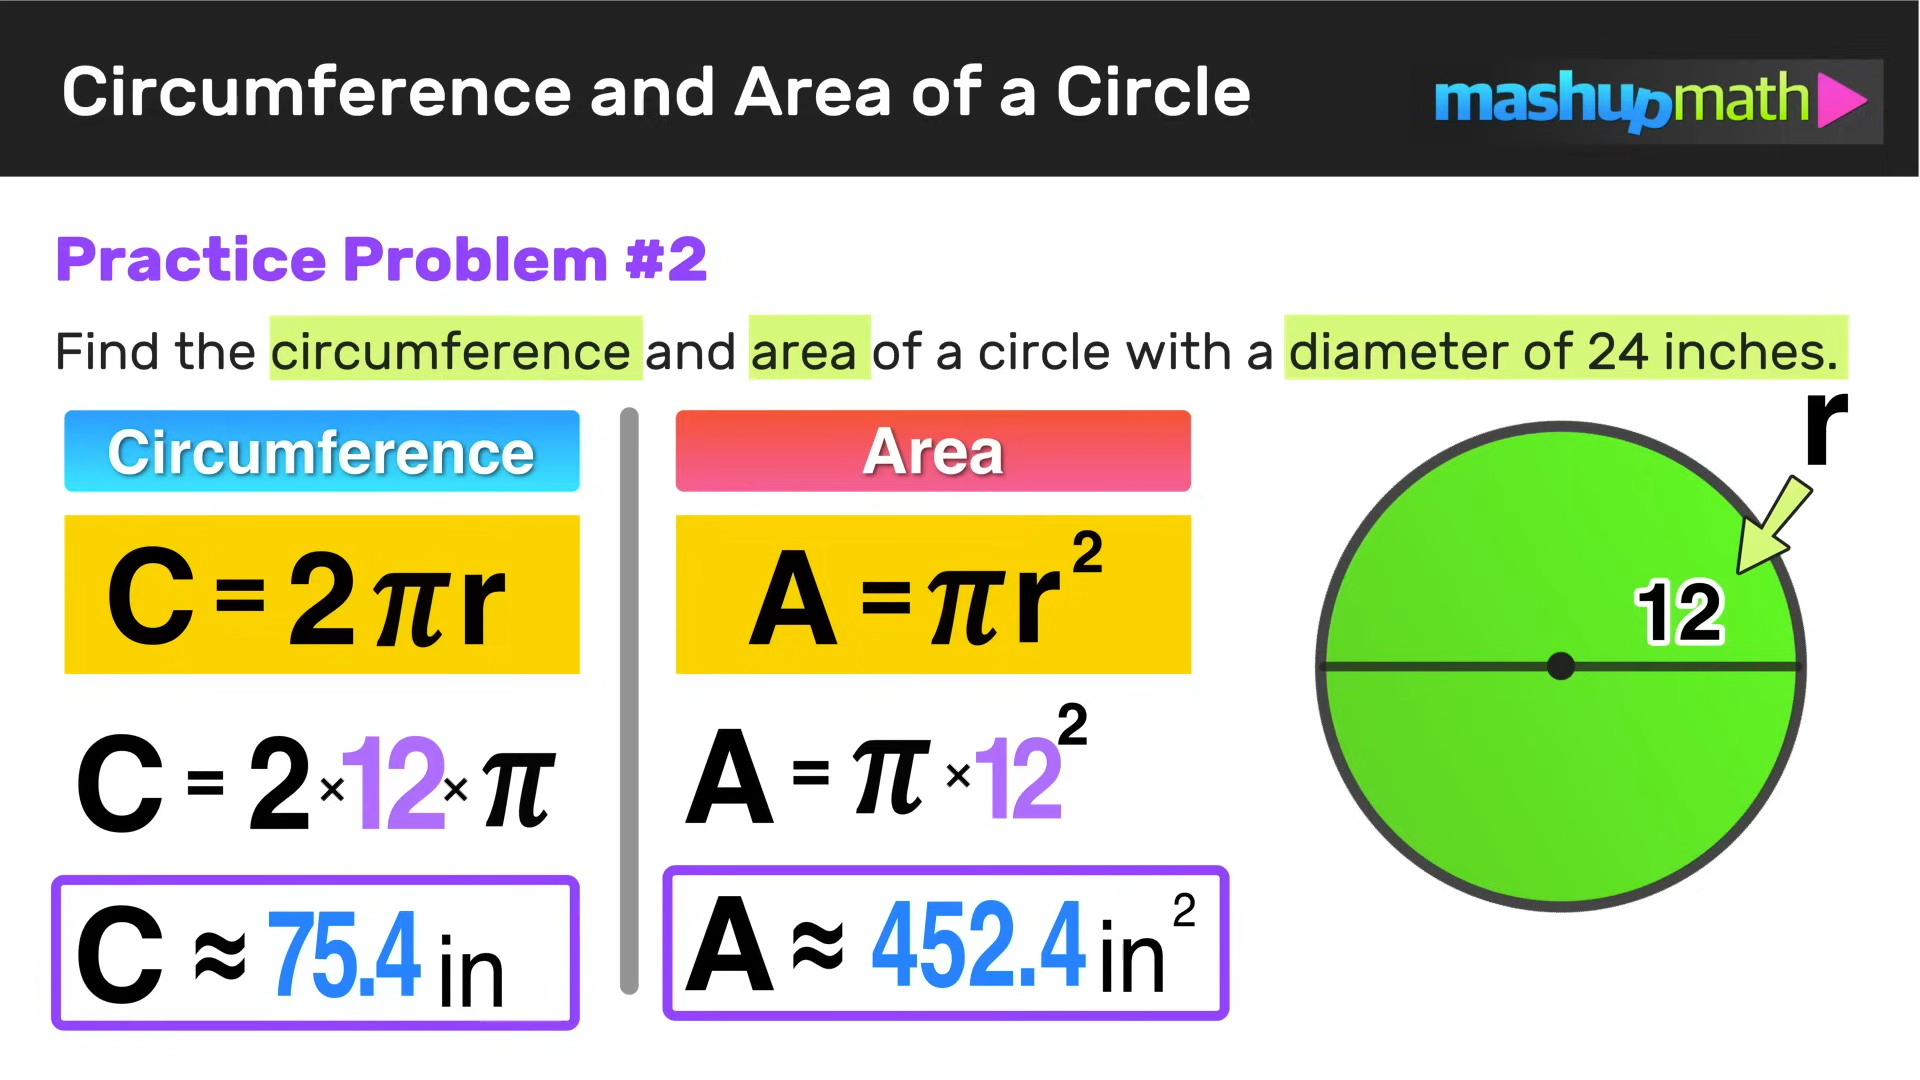 Circumference and Area of a Circle
mashupmath
Practice Problem #2
Find the circumference and area of a circle with a diameter of 24 inches.
Circumference
C = 2πr
C = 2×12×π
C ≈ 75.4 in
Area
A = πr²
A = π×12²
A ≈ 452.4 in²
r
12